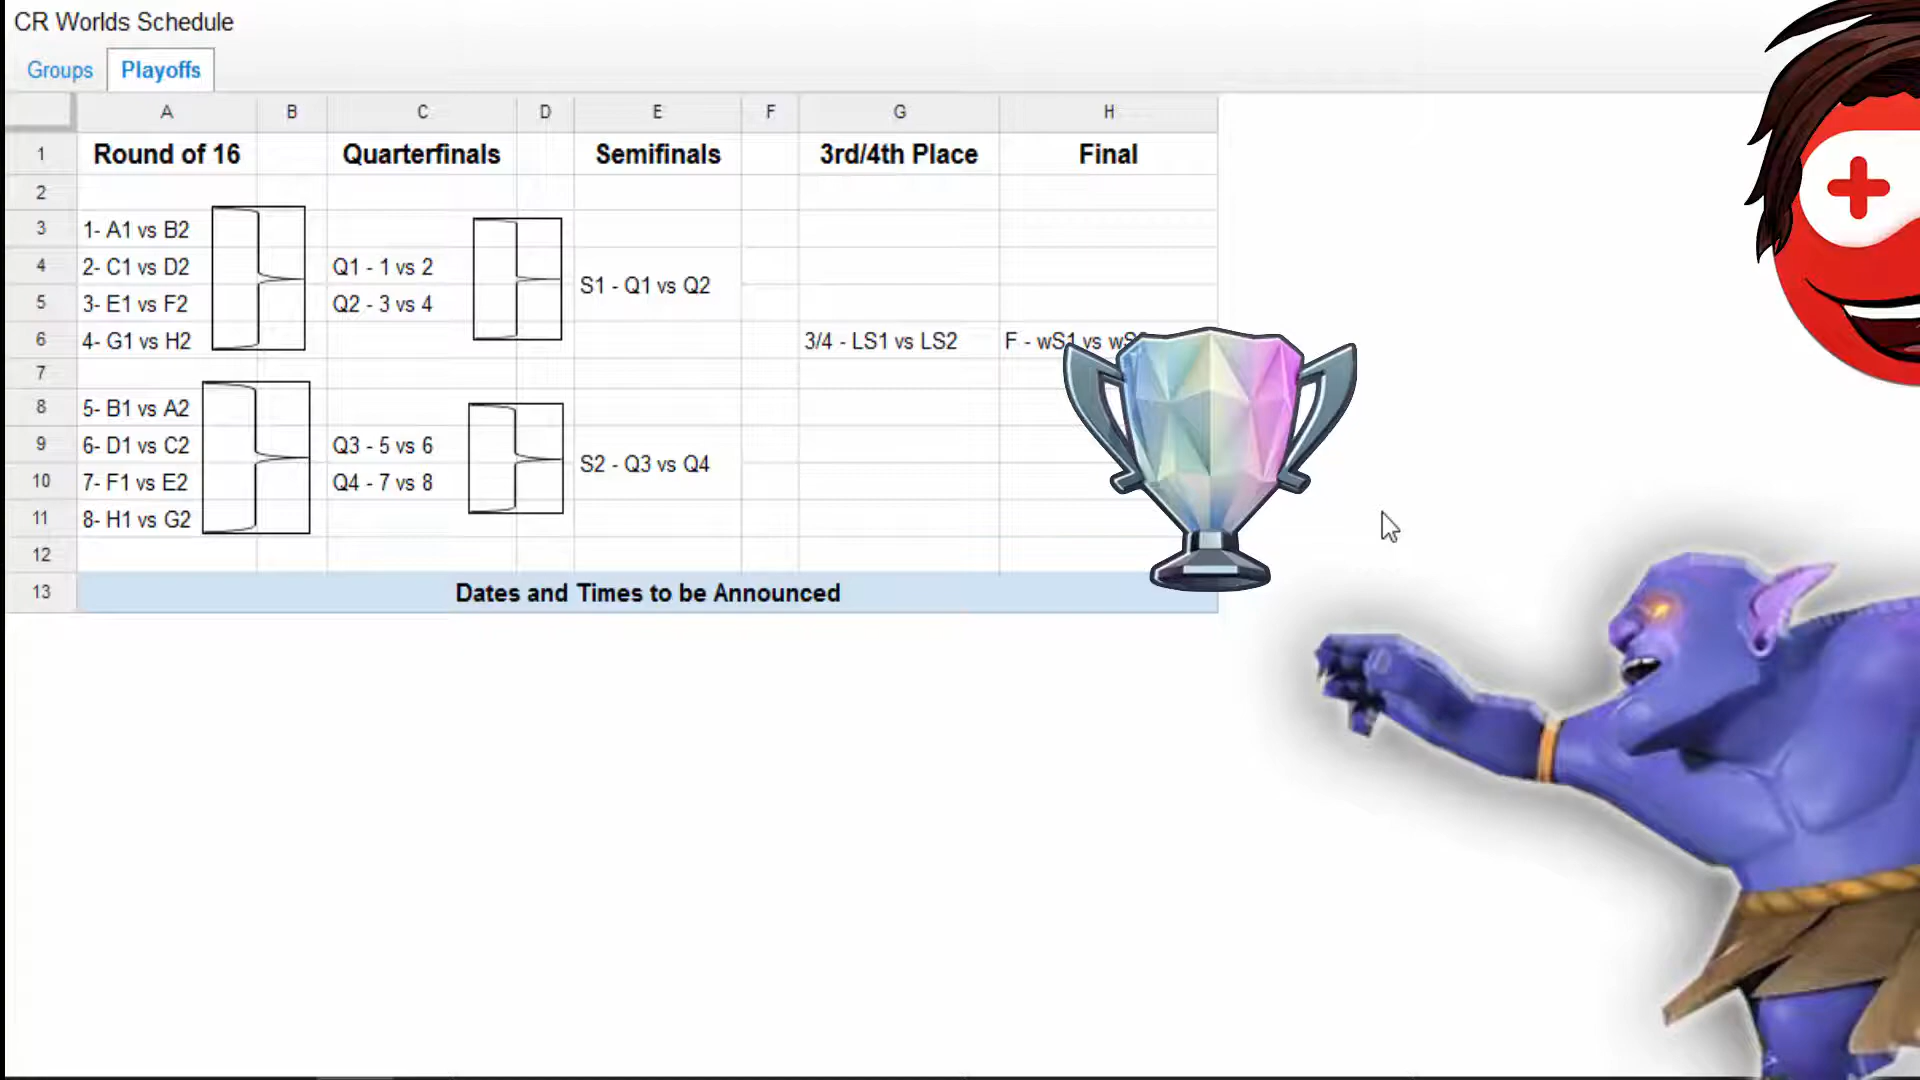 CR Worlds Schedule
Groups Playoffs
A B C D E F G H
1 Round of 16 Quarterfinals Semifinals 3rd/4th Place Final
2
3 1- A1 vs B2
4 2- C1 vs D2 Q1 - 1 vs 2
S1 - Q1 vs Q2
5 3- E1 vs F2 Q2 - 3 vs 4
6 4- G1 vs H2 3/4 - LS1 vs LS2 F - wS1 vs
7
8 5- B1 vs A2
9 6- D1 vs C2 Q3 - 5 vs 6
S2 - Q3 vs Q4
10 7- F1 vs E2 Q4 - 7 vs 8
11 8- H1 vs G2
12
13 Dates and Times to be Announced